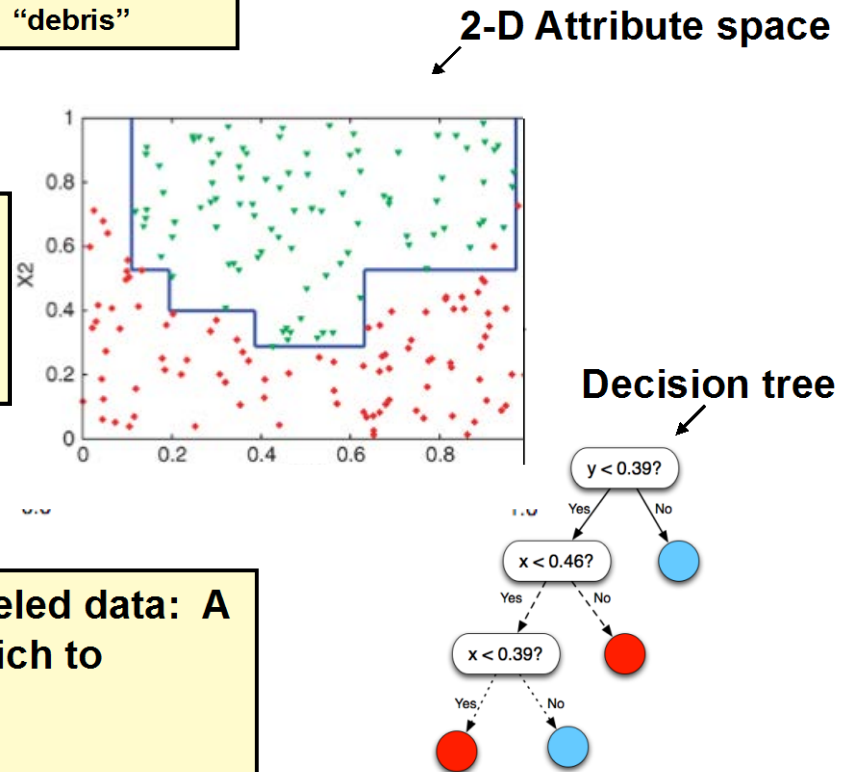 “debris”
2-D Attribute space
1
0.8
0.6
0.4
0.2
0
X2
0
0.2
0.4
0.6
0.8
Decision tree
y < 0.39?
Yes
No
x < 0.46?
Yes
No
x < 0.39?
Yes
No
eled data: A
ich to